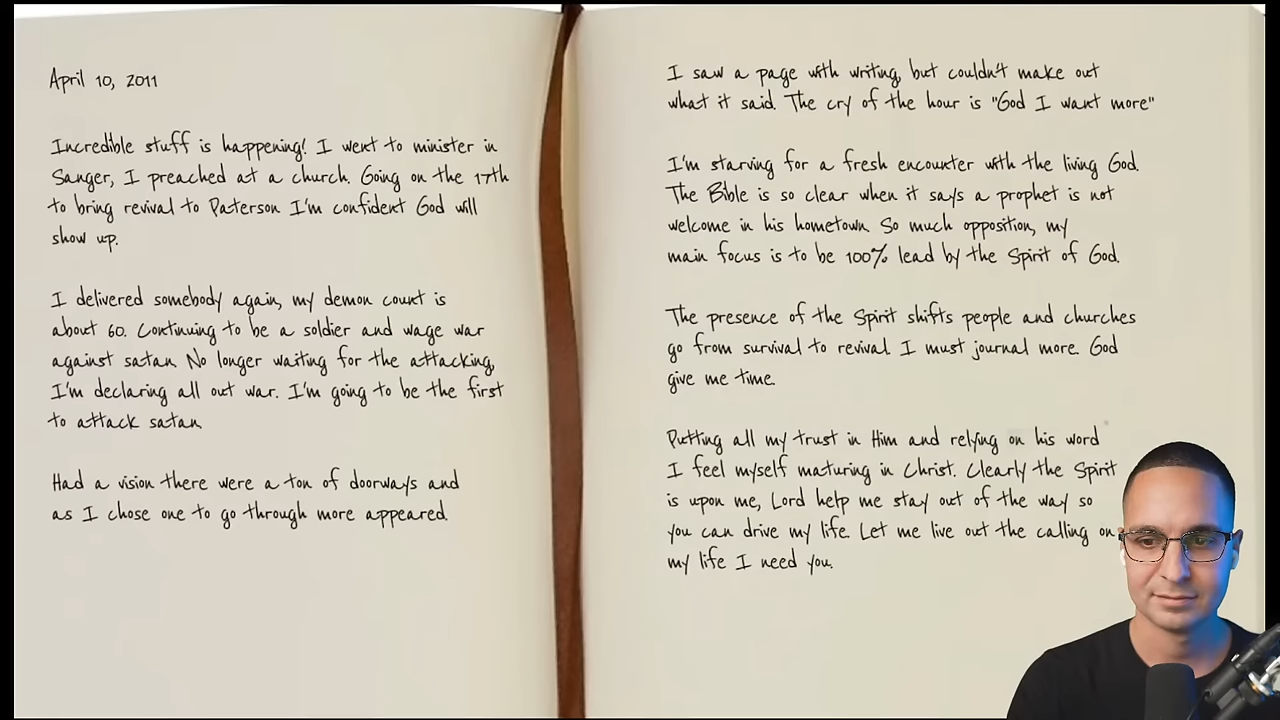 April 10, 2011
Incredible stuff is happening! I went to minister in
Sanger, I preached at a church. Going on the 17th
to bring revival to Paterson I'm confident God will
show up.
I delivered somebody again, my demon count is
about 60. Continuing to be a soldier and wage war
against satan. No longer waiting for the attacking,
I'm declaring all out war. I'm going to be the first
to attack satan.
Had a vision there were a ton of doorways and
as I chose one to go through more appeared.
I saw a page with writing, but couldn't make out
what it said. The cry of the hour is "God I want more"
I'm starving for a fresh encounter with the living God.
The Bible is so clear when it says a prophet is not
welcome in his hometown. So much opposition, my
main focus is to be 100% lead by the Spirit of God.
The presence of the Spirit shifts people and churches
go from survival to revival. I must journal more. God
give me time.
Putting all my trust in Him and relying on his word
I feel myself maturing in Christ. Clearly the Spirit
is upon me, Lord help me stay out of the way so
you can drive my life. Let me live out the calling on
my life I need you.